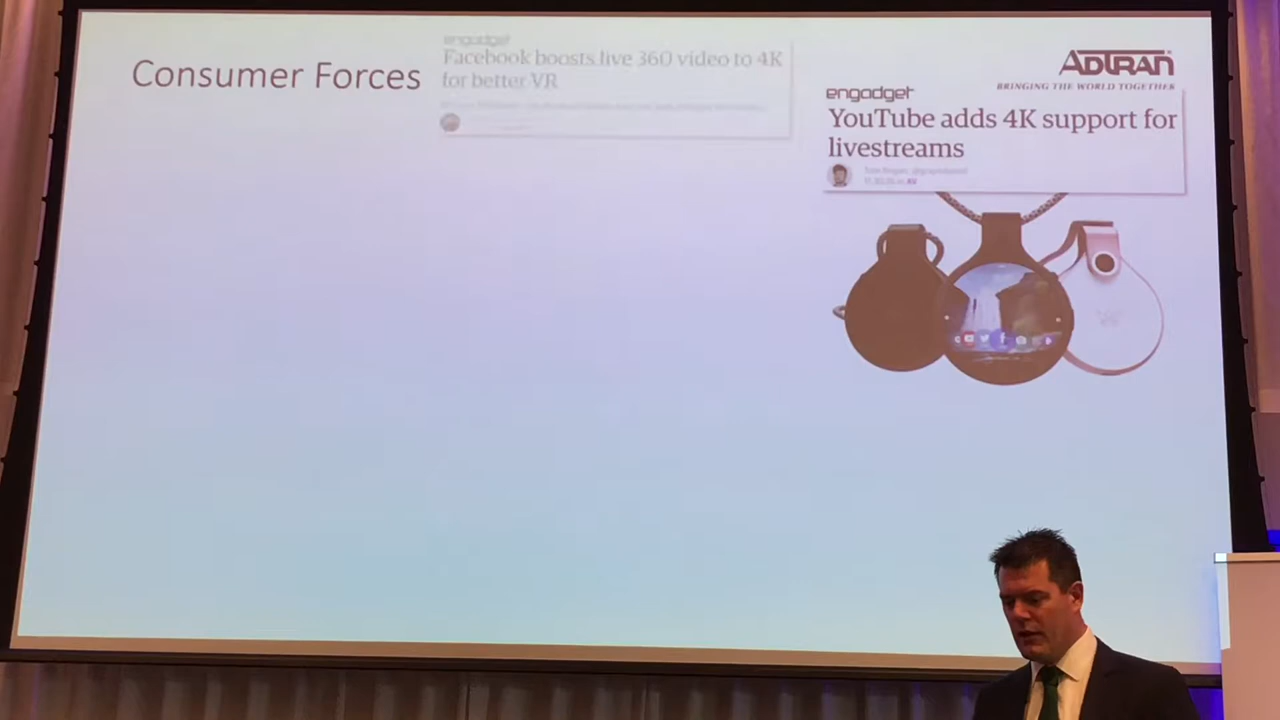 Consumer Forces
engadget
Facebook boosts live 360 video to 4K
for better VR
ADTRAN
BRINGING THE WORLD TOGETHER
engadget
YouTube adds 4K support for
livestreams